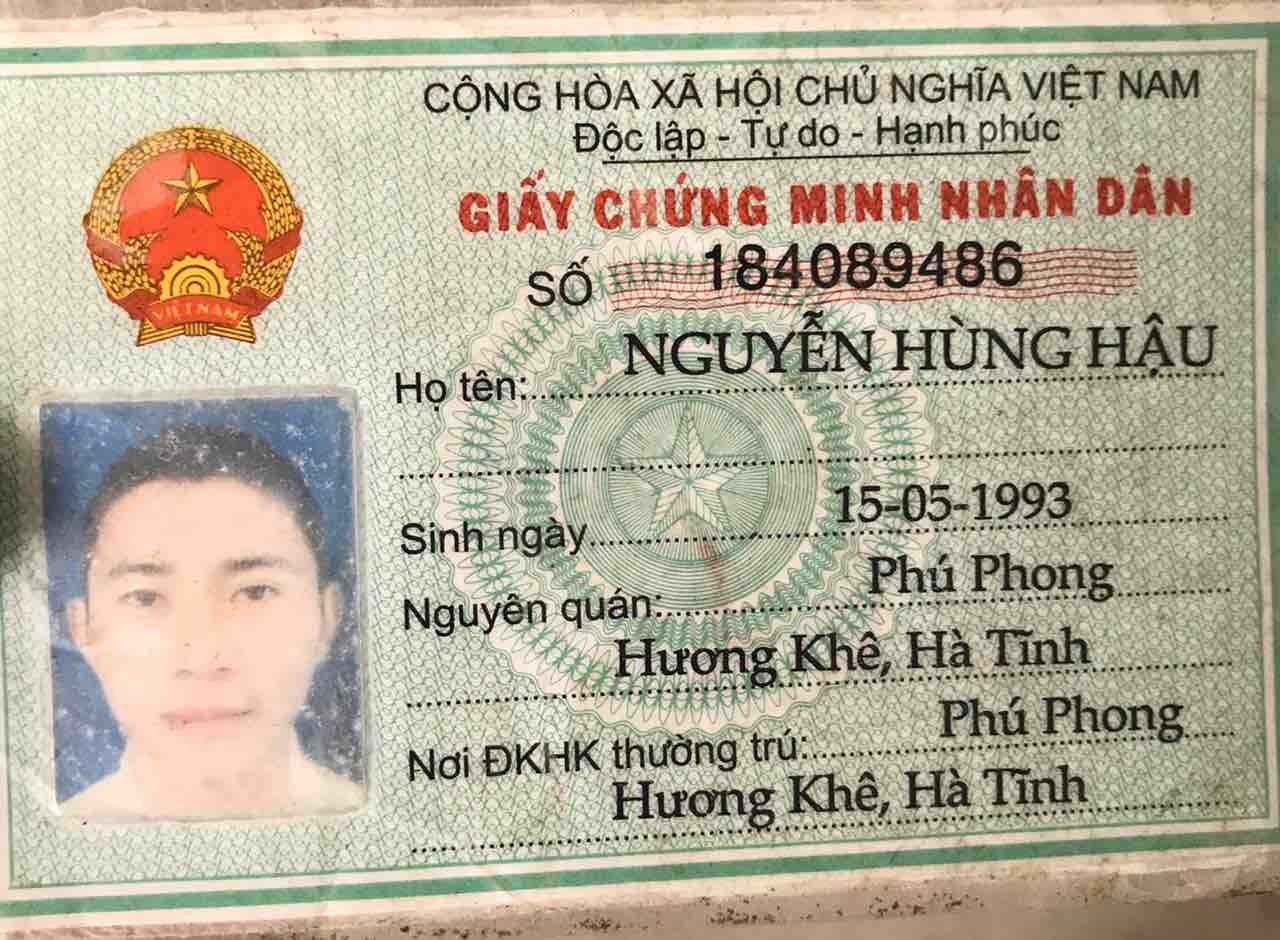 CỘNG HÒA XÃ HỘI CHỦ NGHĨA VIỆT NAM
Độc lập - Tự do - Hạnh phúc
GIẤY CHỨNG MINH NHÂN DÂN
SỐ 184089486
VIỆT NAM
Họ tên: NGUYỄN HÙNG HẬU
Sinh ngày 15-05-1993
Nguyên quán: Phú Phong
Hương Khê, Hà Tĩnh
Nơi ĐKHK thường trú: Phú Phong
Hương Khê, Hà Tĩnh